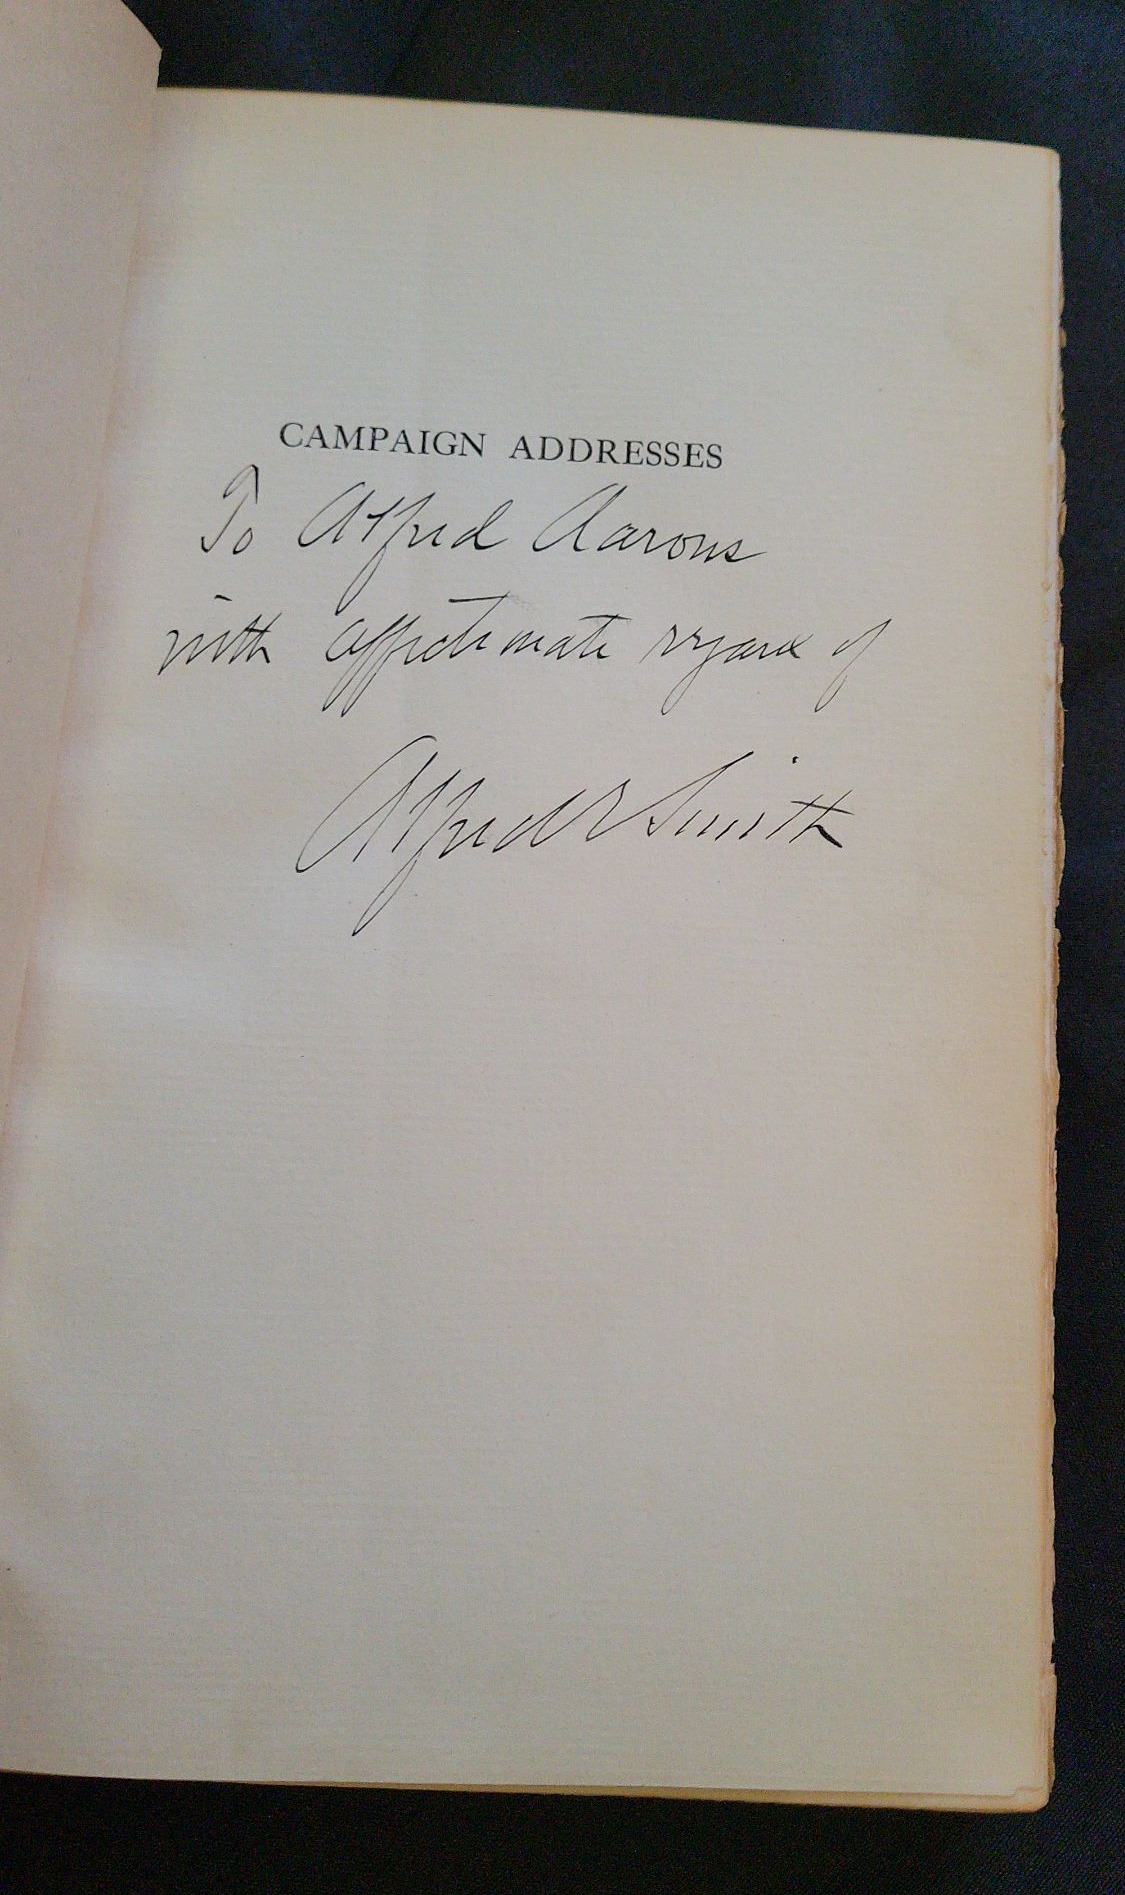 CAMPAIGN ADDRESSES
To Alfred Aarons
with affectionate regard of
Alfred E Smith